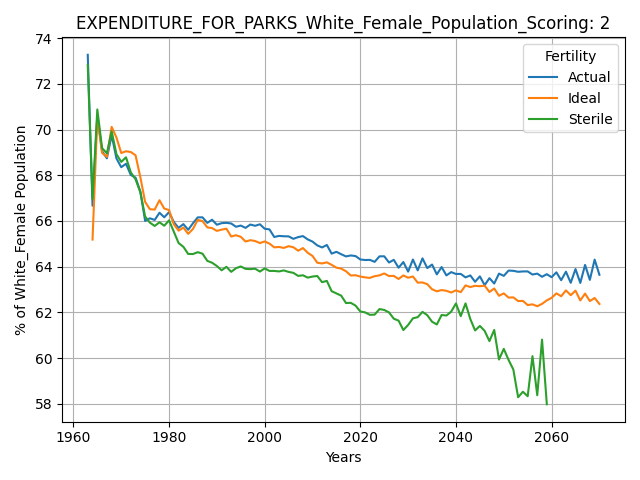 EXPENDITURE_FOR_PARKS_White_Female_Population_Scoring: 2
% of White_Female Population
74
72
70
68
66
64
62
60
58
Fertility
Actual
Ideal
Sterile
1960
1980
2000
2020
2040
2060
Years